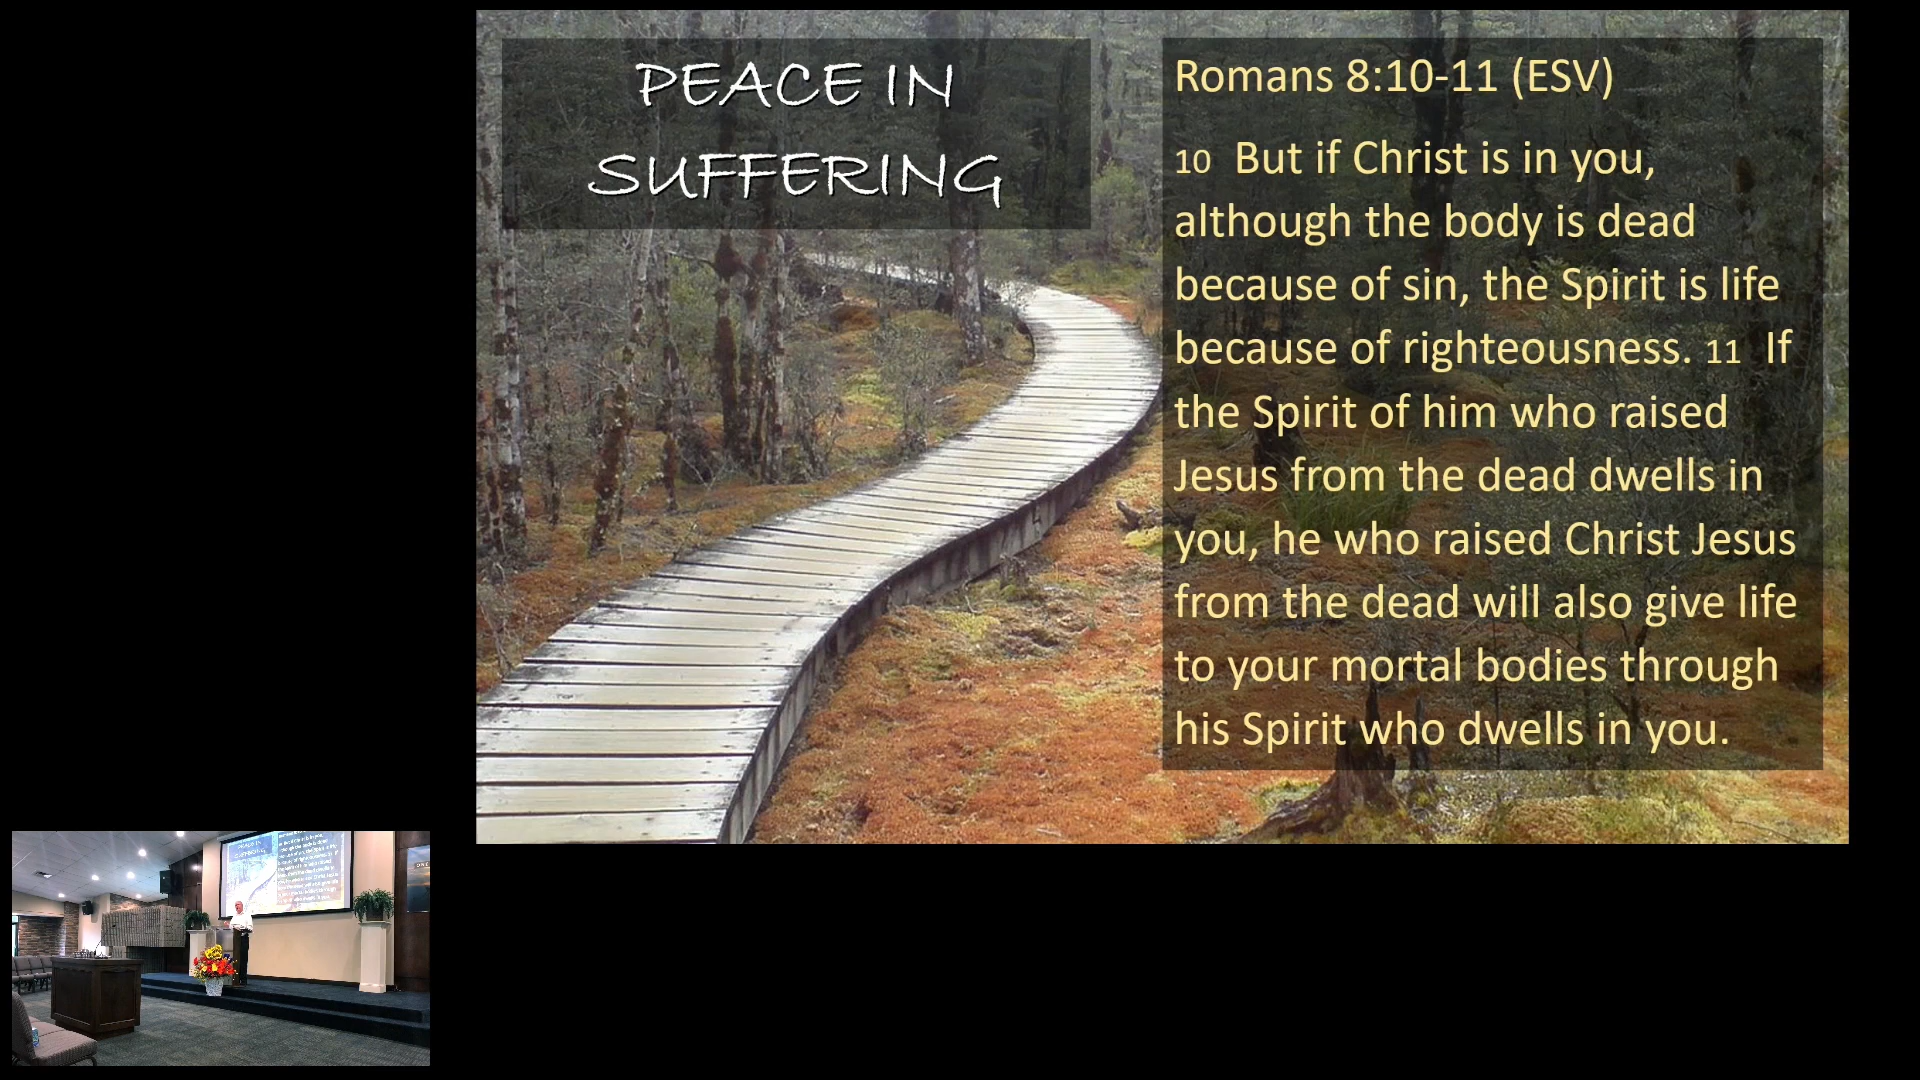 PEACE IN
SUFFERING
Romans 8:10-11 (ESV)
10 But if Christ is in you,
although the body is dead
because of sin, the Spirit is life
because of righteousness. 11 If
the Spirit of him who raised
Jesus from the dead dwells in
you, he who raised Christ Jesus
from the dead will also give life
to your mortal bodies through
his Spirit who dwells in you.
PEACE IN
SUFFERING